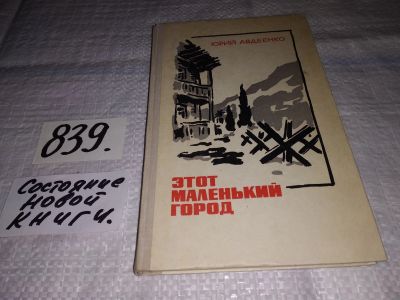 839.
Состояние
новой
книги.
ЮРИЙ АВДЕЕНКО
ЭТОТ
МАЛЕНЬКИЙ
ГОРОД